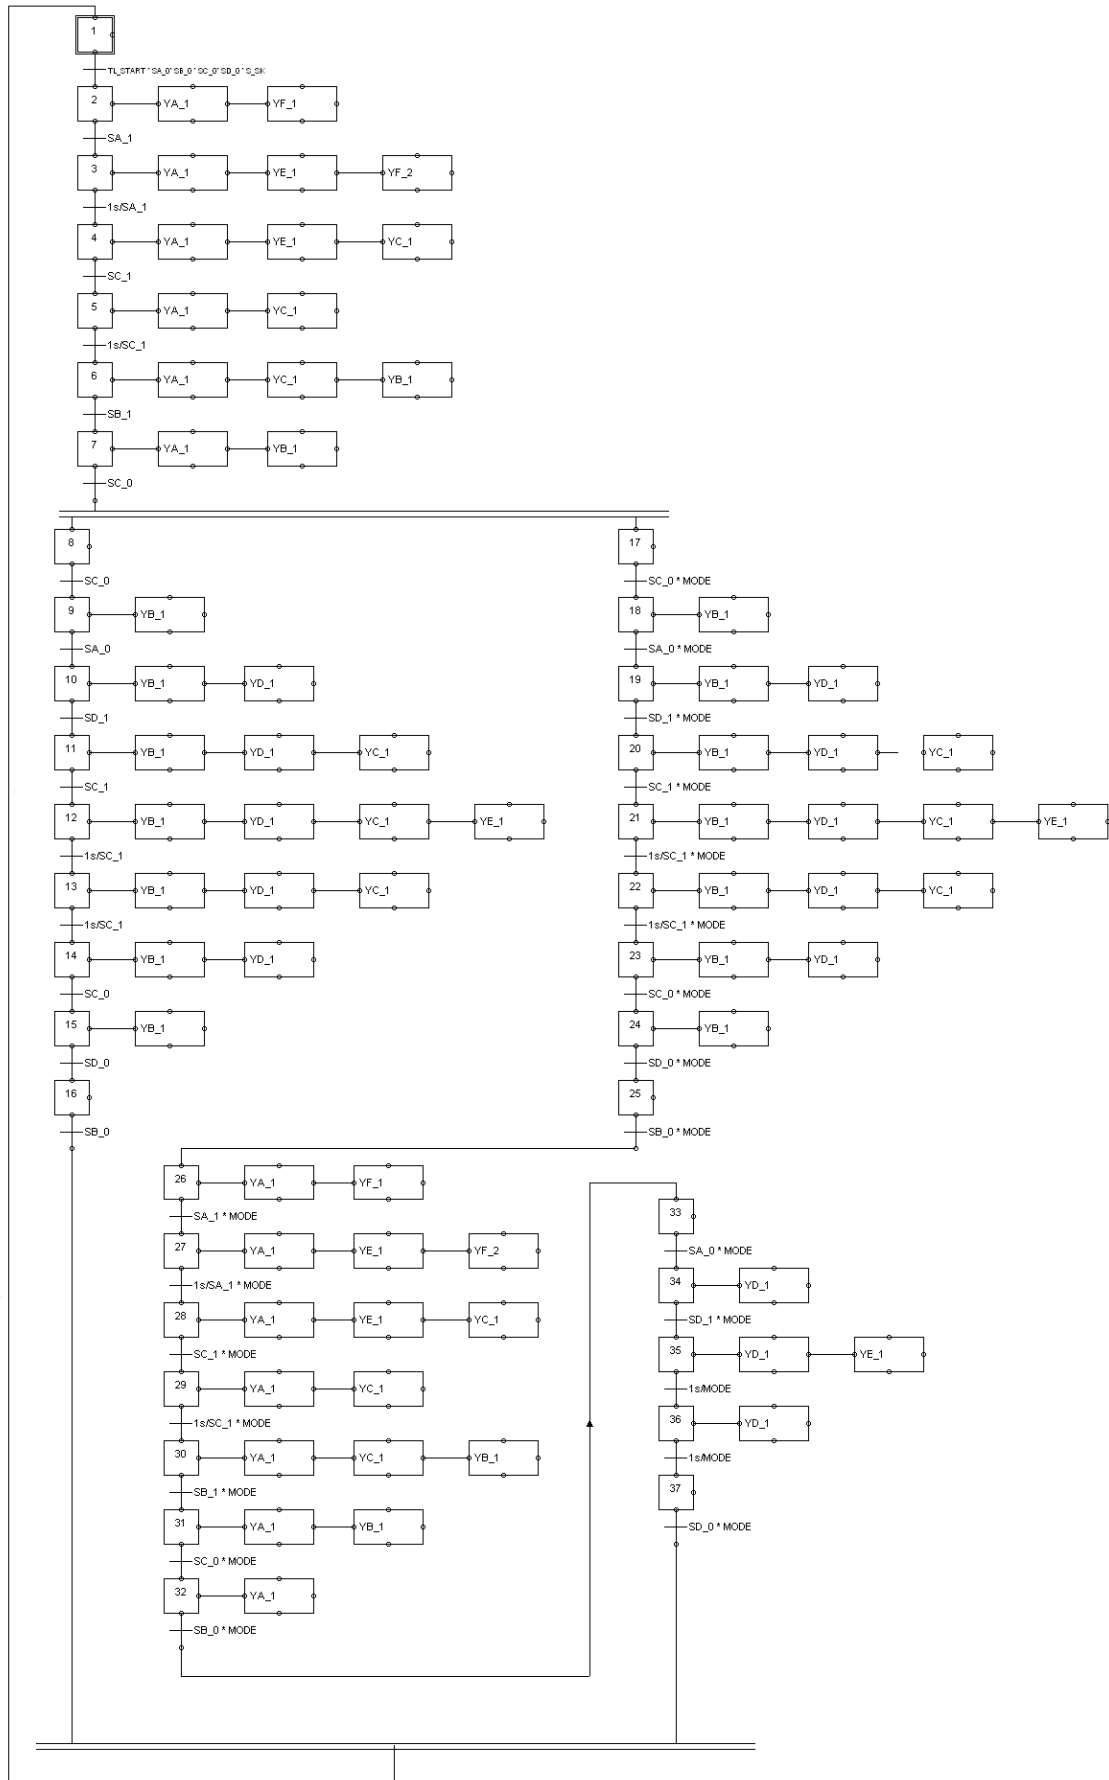 1
TL_START * SA_0 * SB_0 * SC_0 * SD_0 * S_SK
2 YA_1 YF_1
SA_1
3 YA_1 YE_1 YF_2
1s/SA_1
4 YA_1 YE_1 YC_1
SC_1
5 YA_1 YC_1
1s/SC_1
6 YA_1 YC_1 YB_1
SB_1
7 YA_1 YB_1
SC_0
8
SC_0
9 YB_1
SA_0
10 YB_1 YD_1
SD_1
11 YB_1 YD_1 YC_1
SC_1
12 YB_1 YD_1 YC_1 YE_1
1s/SC_1
13 YB_1 YD_1 YC_1
1s/SC_1
14 YB_1 YD_1
SC_0
15 YB_1
SD_0
16
SB_0
17
SC_0 * MODE
18 YB_1
SA_0 * MODE
19 YB_1 YD_1
SD_1 * MODE
20 YB_1 YD_1 YC_1
SC_1 * MODE
21 YB_1 YD_1 YC_1 YE_1
1s/SC_1 * MODE
22 YB_1 YD_1 YC_1
1s/SC_1 * MODE
23 YB_1 YD_1
SC_0 * MODE
24 YB_1
SD_0 * MODE
25
SB_0 * MODE
26 YA_1 YF_1
SA_1 * MODE
27 YA_1 YE_1 YF_2
1s/SA_1 * MODE
28 YA_1 YE_1 YC_1
SC_1 * MODE
29 YA_1 YC_1
1s/SC_1 * MODE
30 YA_1 YC_1 YB_1
SB_1 * MODE
31 YA_1 YB_1
SC_0 * MODE
32 YA_1
SB_0 * MODE
33
SA_0 * MODE
34 YD_1
SD_1 * MODE
35 YD_1 YE_1
1s/MODE
36 YD_1
1s/MODE
37
SD_0 * MODE